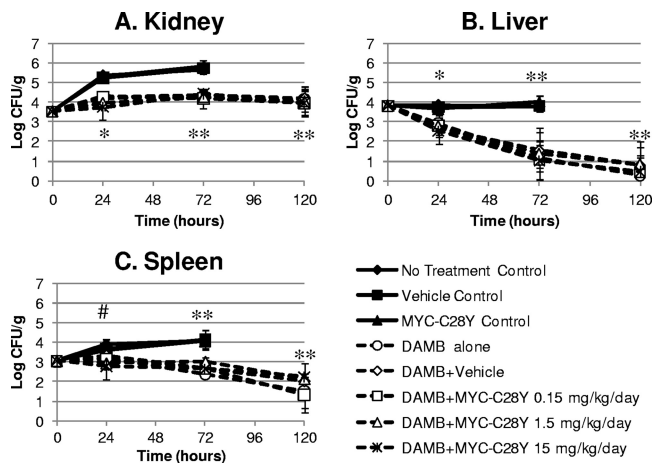 A. Kidney
Log CFU/g
7
6
5
4
3
2
1
0
*
**
**
0 24 48 72 96 120
Time (hours)
B. Liver
Log CFU/g
7
6
5
4
3
2
1
0
*
**
**
0 24 48 72 96 120
Time (hours)
C. Spleen
Log CFU/g
7
6
5
4
3
2
1
0
#
**
**
0 24 48 72 96 120
Time (hours)
No Treatment Control
Vehicle Control
MYC-C28Y Control
DAMB alone
DAMB+Vehicle
DAMB+MYC-C28Y 0.15 mg/kg/day
DAMB+MYC-C28Y 1.5 mg/kg/day
DAMB+MYC-C28Y 15 mg/kg/day